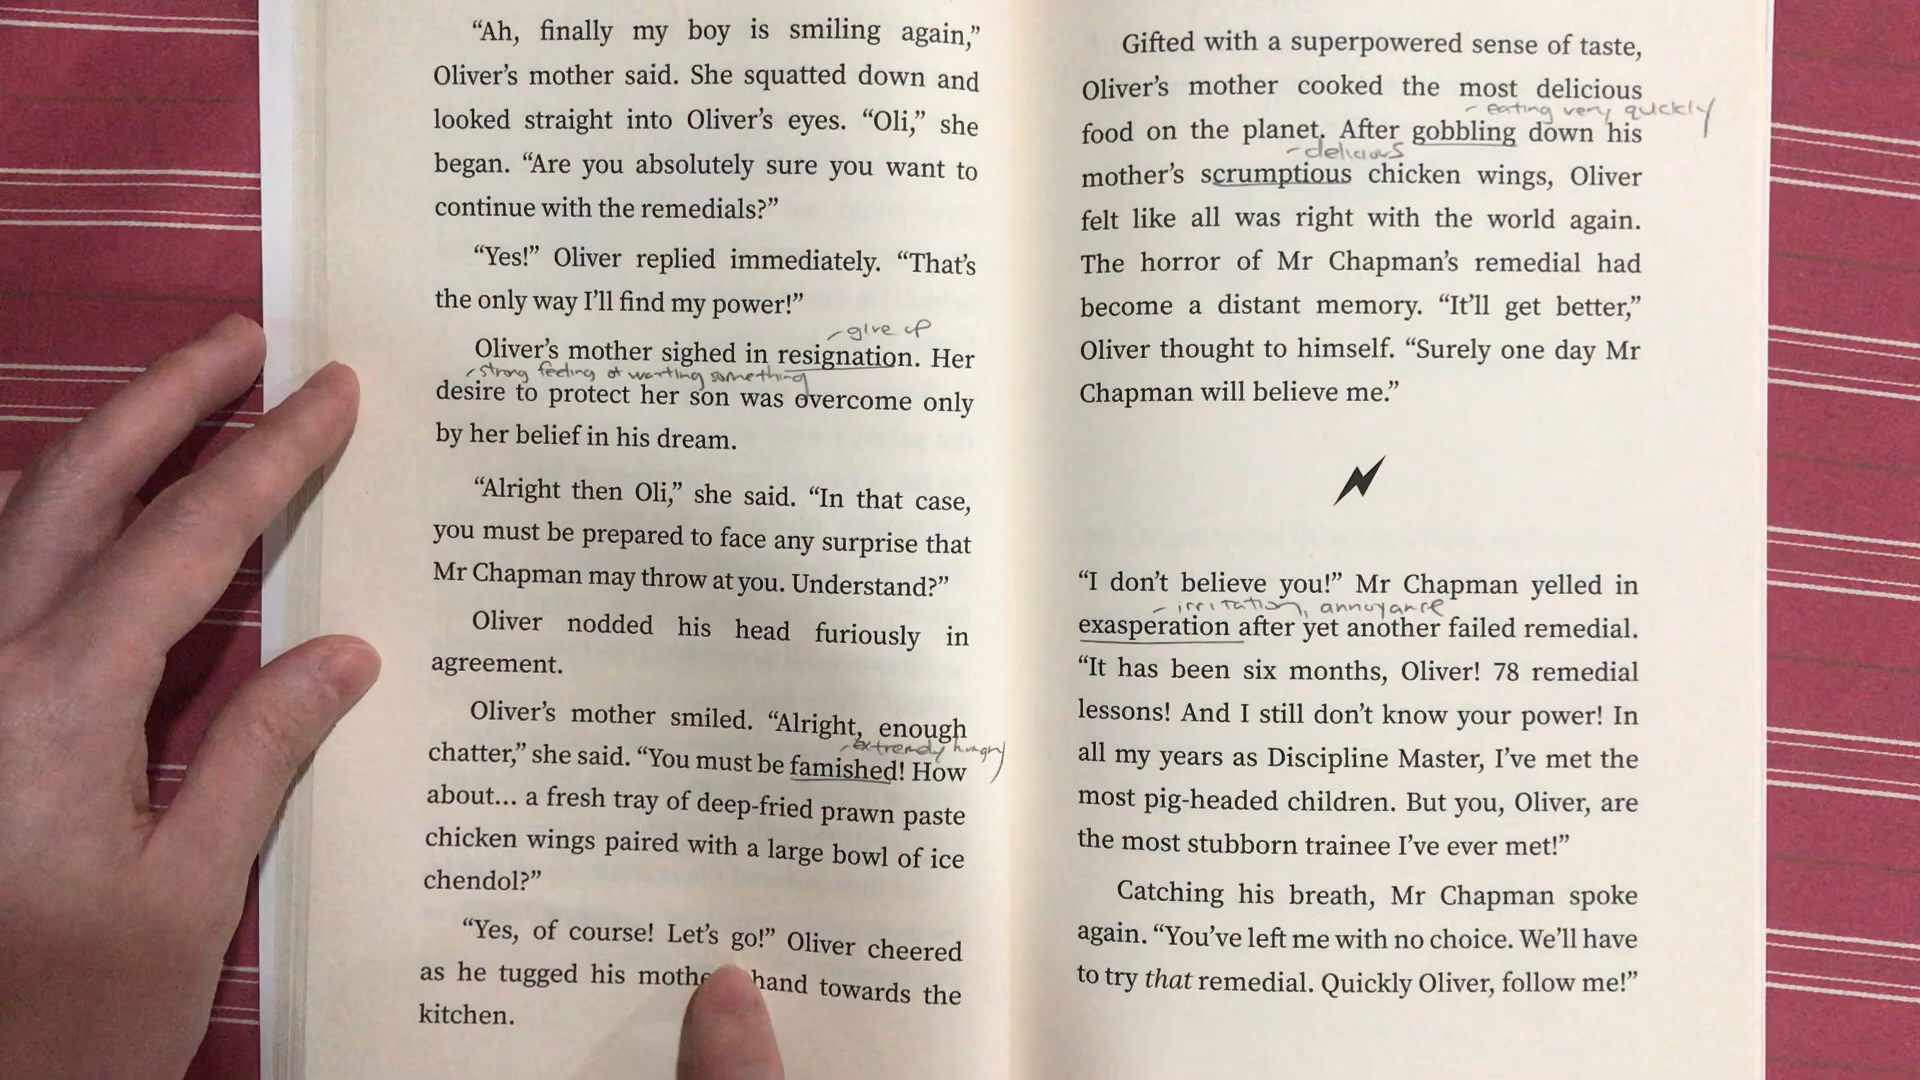 “Ah, finally my boy is smiling again,”
Oliver’s mother said. She squatted down and
looked straight into Oliver’s eyes. “Oli,” she
began. “Are you absolutely sure you want to
continue with the remedials?”
“Yes!” Oliver replied immediately. “That’s
the only way I’ll find my power!”
- give up
Oliver’s mother sighed in resignation. Her
- strong feeling of wanting something
desire to protect her son was overcome only
by her belief in his dream.
“Alright then Oli,” she said. “In that case,
you must be prepared to face any surprise that
Mr Chapman may throw at you. Understand?”
Oliver nodded his head furiously in
agreement.
Oliver’s mother smiled. “Alright, enough
- extremely hungry
chatter,” she said. “You must be famished! How
about... a fresh tray of deep-fried prawn paste
chicken wings paired with a large bowl of ice
chendol?”
“Yes, of course! Let’s go!” Oliver cheered
as he tugged his hand towards the
kitchen.
Gifted with a superpowered sense of taste,
Oliver’s mother cooked the most delicious
- eating very quickly
food on the planet. After gobbling down his
- delicious
mother’s scrumptious chicken wings, Oliver
felt like all was right with the world again.
The horror of Mr Chapman’s remedial had
become a distant memory. “It’ll get better,”
Oliver thought to himself. “Surely one day Mr
Chapman will believe me.”
“I don’t believe you!” Mr Chapman yelled in
- irritation, annoyance
exasperation after yet another failed remedial.
“It has been six months, Oliver! 78 remedial
lessons! And I still don’t know your power! In
all my years as Discipline Master, I’ve met the
most pig-headed children. But you, Oliver, are
the most stubborn trainee I’ve ever met!”
Catching his breath, Mr Chapman spoke
again. “You’ve left me with no choice. We’ll have
to try that remedial. Quickly Oliver, follow me!”